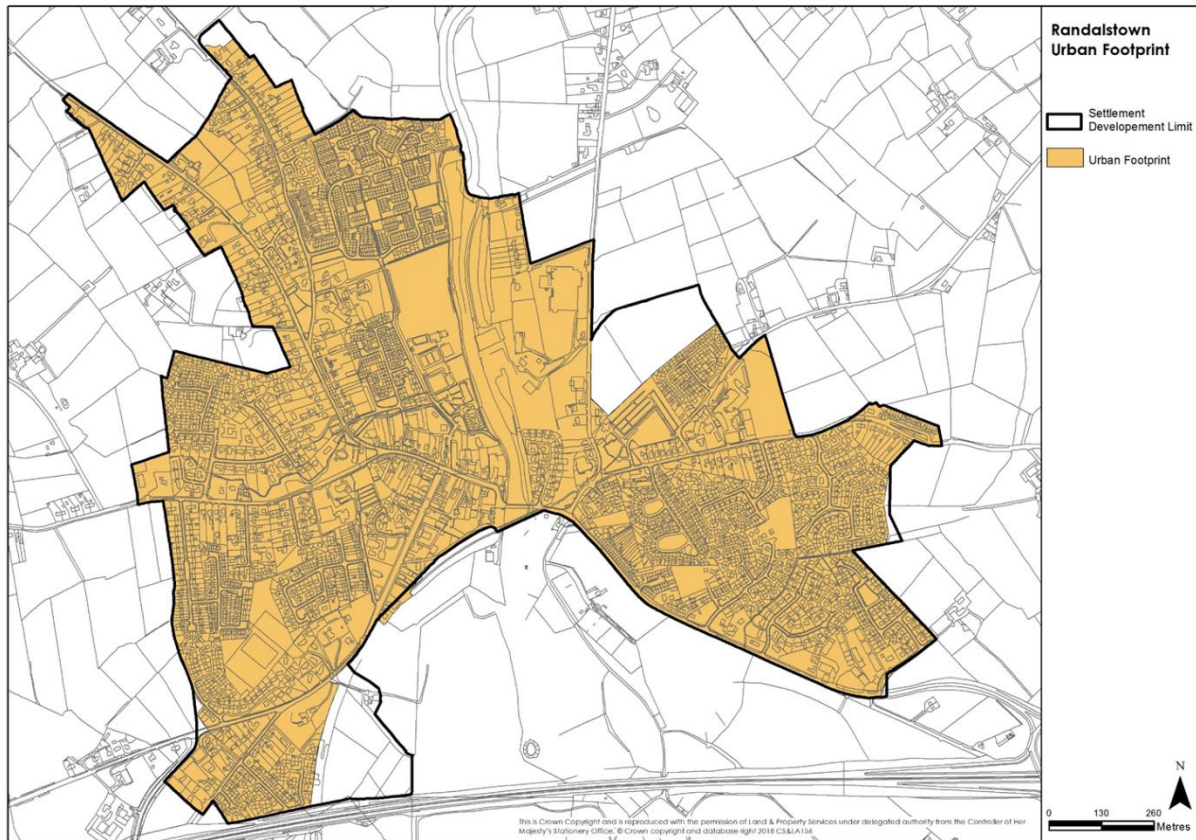 Randalstown
Urban Footprint
Settlement
Developement Limit
Urban Footprint
N
0 130 260
Metres
This is Crown Copyright and is reproduced with the permission of Land & Property Services under delegated authority from the Controller of Her
Majesty's Stationery Office, © Crown copyright and database right 2018 CS&LA156